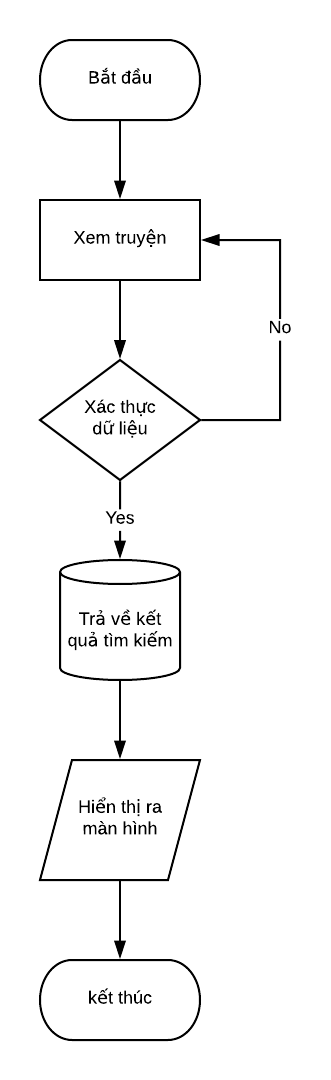 Bắt đầu
Xem truyện
No
Xác thực
dữ liệu
Yes
Trả về kết
quả tìm kiếm
Hiển thị ra
màn hình
kết thúc